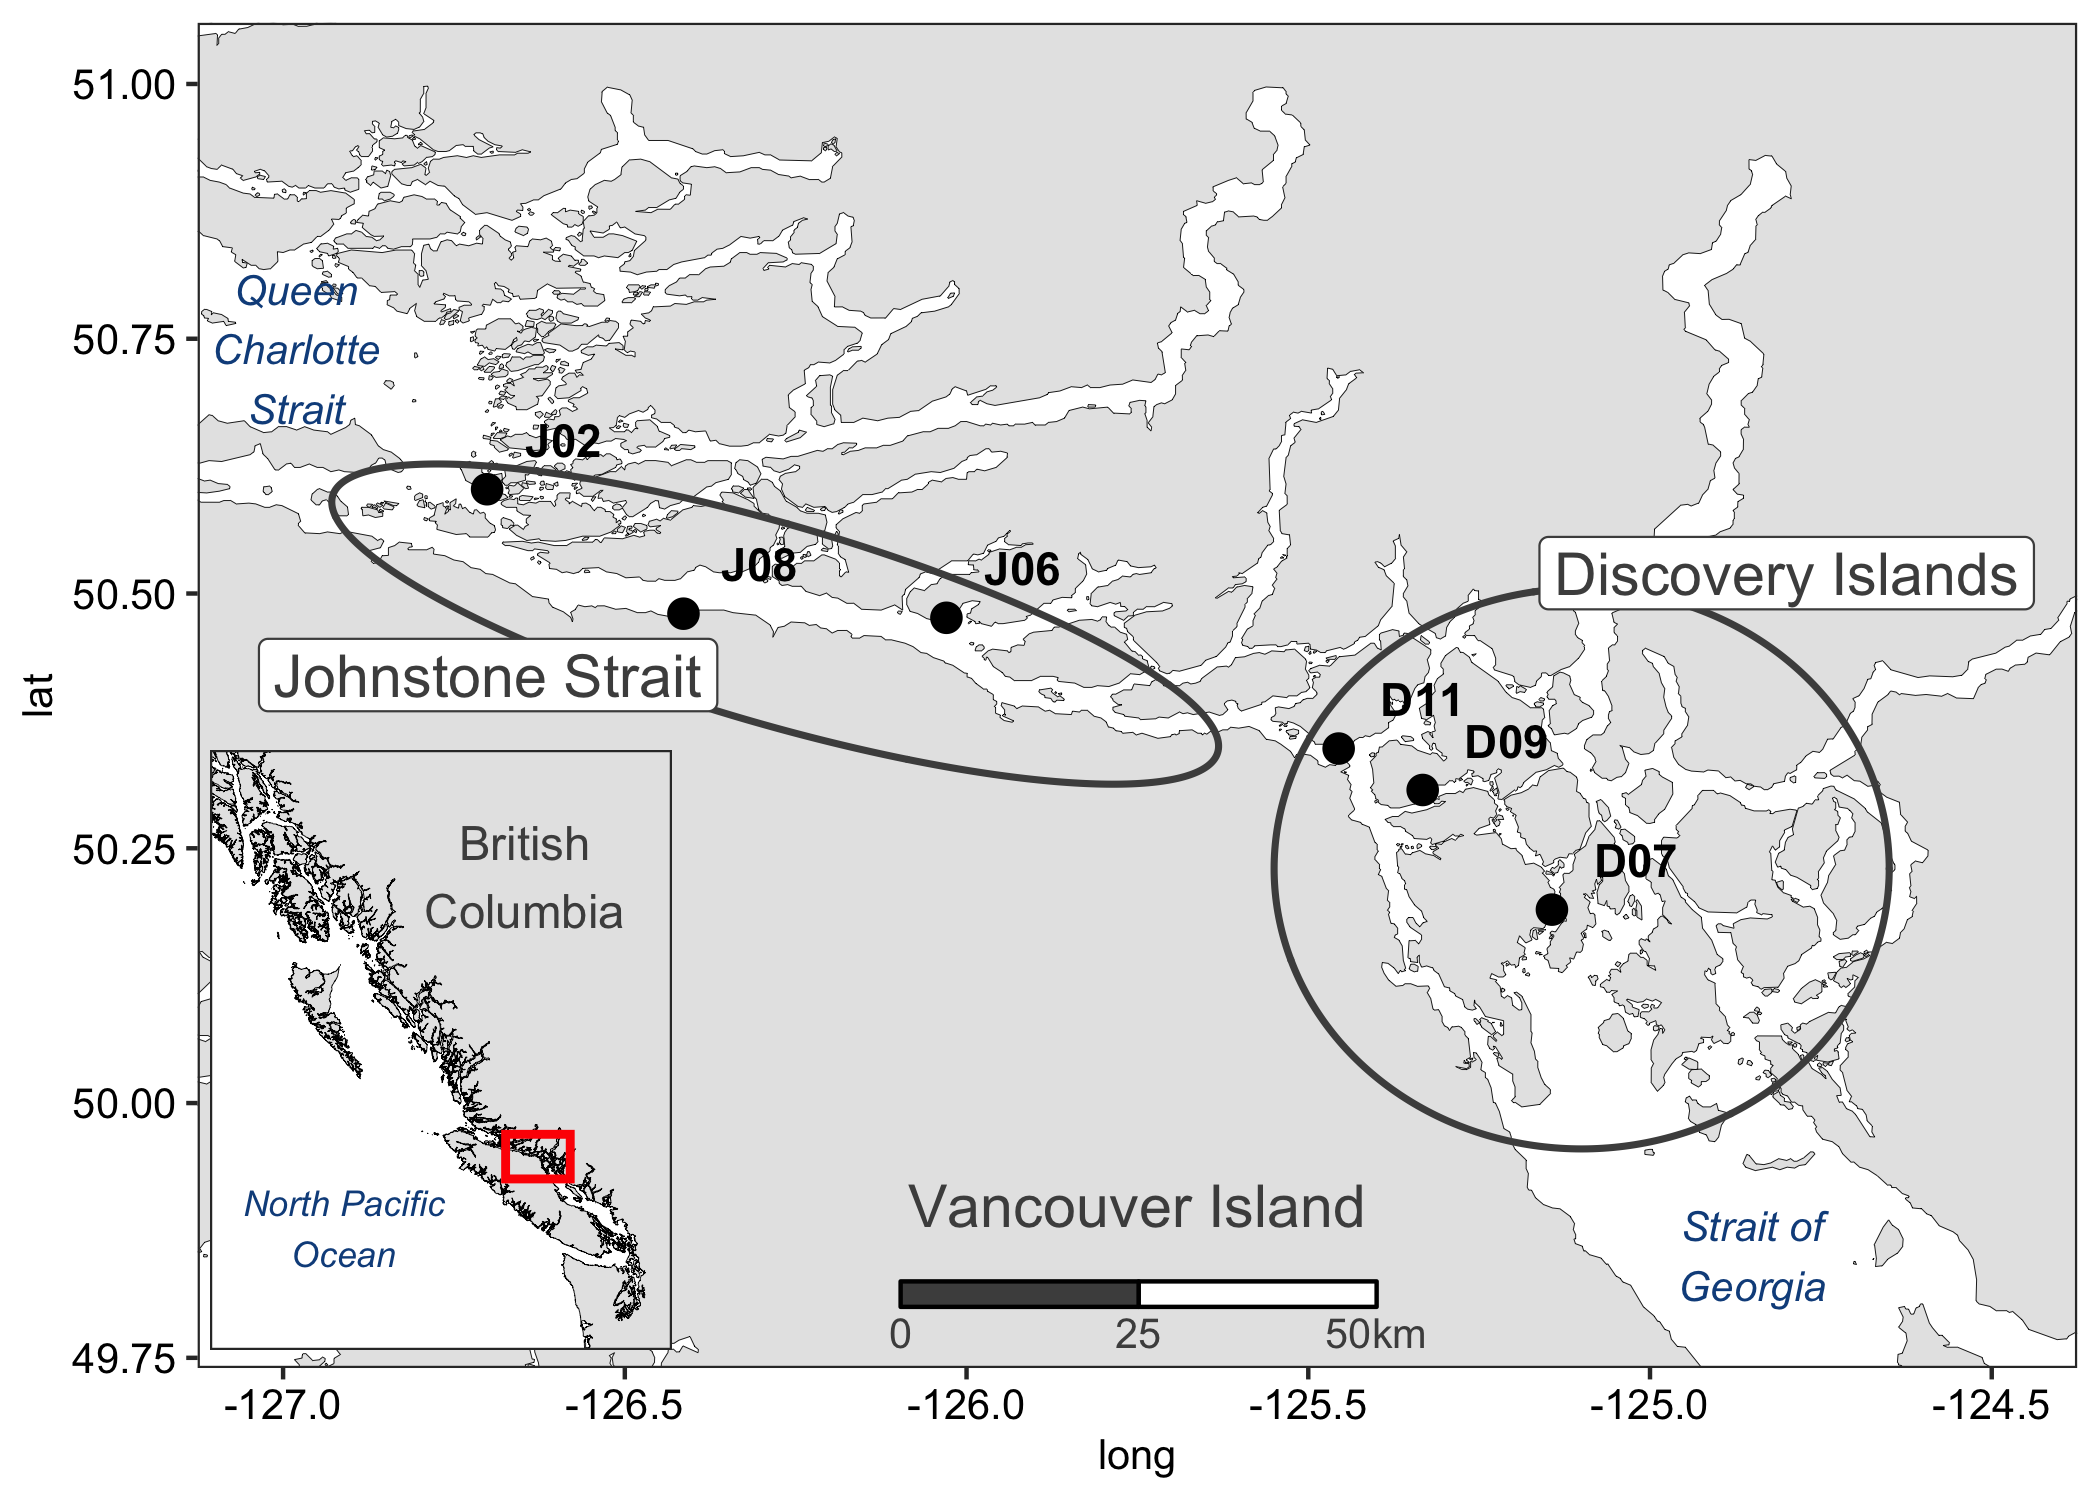 51.00
50.75
50.50
50.25
50.00
49.75
lat
Queen
Charlotte
Strait
J02
J08
J06
Discovery Islands
Johnstone Strait
D11
D09
D07
British
Columbia
North Pacific
Ocean
Vancouver Island
0 25 50km
Strait of
Georgia
-127.0 -126.5 -126.0 -125.5 -125.0 -124.5
long